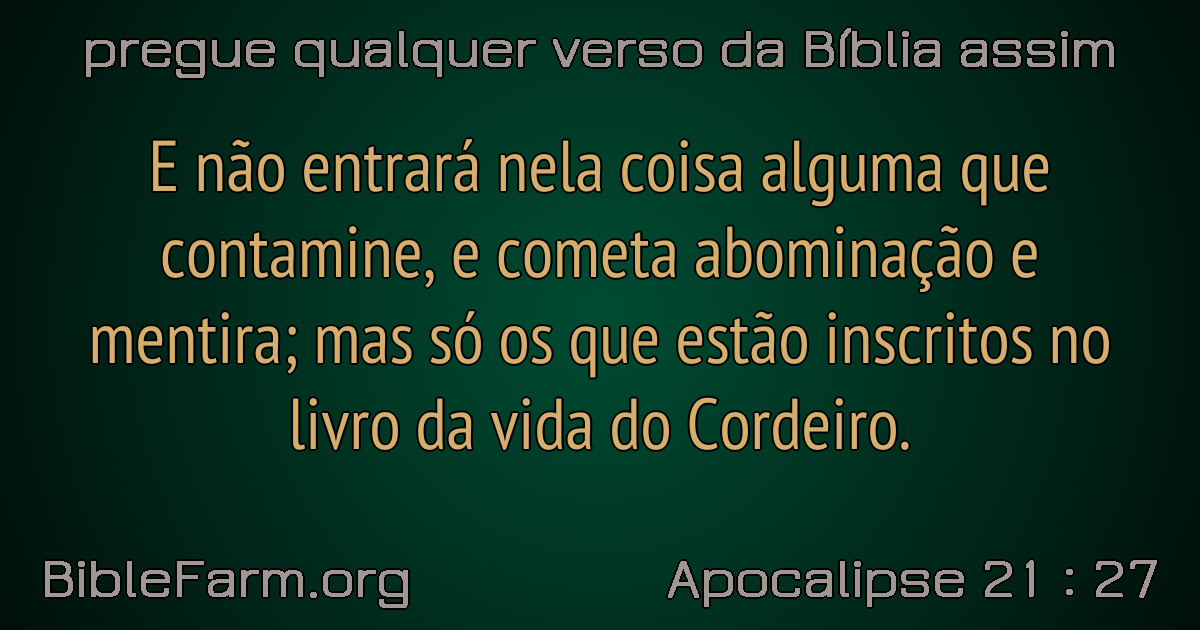 pregue qualquer verso da Bíblia assim
E não entrará nela coisa alguma que
contamine, e cometa abominação e
mentira; mas só os que estão inscritos no
livro da vida do Cordeiro.
BibleFarm.org
Apocalipse 21 : 27